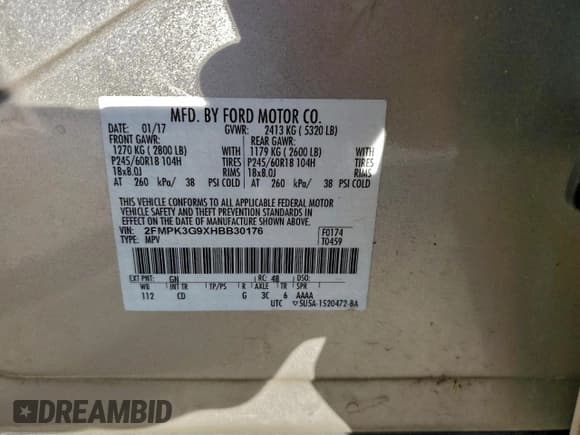 MFD. BY FORD MOTOR CO.
DATE: 01/17 GVWR: 2413 KG ( 5320 LB)
FRONT GAWR: REAR GAWR:
1270 KG ( 2800 LB) WITH 1179 KG ( 2600 LB) WITH
P245/60R18 104H TIRES P245/60R18 104H TIRES
18x8.0J RIMS 18x8.0J RIMS
AT 260 kPa/ 38 PSI COLD AT 260 kPa/ 38 PSI COLD
THIS VEHICLE CONFORMS TO ALL APPLICABLE FEDERAL MOTOR
VEHICLE SAFETY AND THEFT PREVENTION STANDARDS IN
EFFECT ON THE DATE OF MANUFACTURE SHOWN ABOVE.
VIN: 2FMPK3G9XHBB30176 F0174
TYPE: MPV T0459
EXT PNT: GN RC: 48 DSO:
WB INT TR TP/PS R AXLE TR SPR
112 CD G 3C 6 AAAA
UTC 5U5A-1520472-BA
DREAMBID